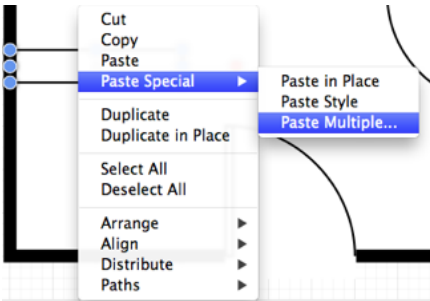 Cut
Copy
Paste
Paste Special
Paste in Place
Paste Style
Paste Multiple...
Duplicate
Duplicate in Place
Select All
Deselect All
Arrange
Align
Distribute
Paths